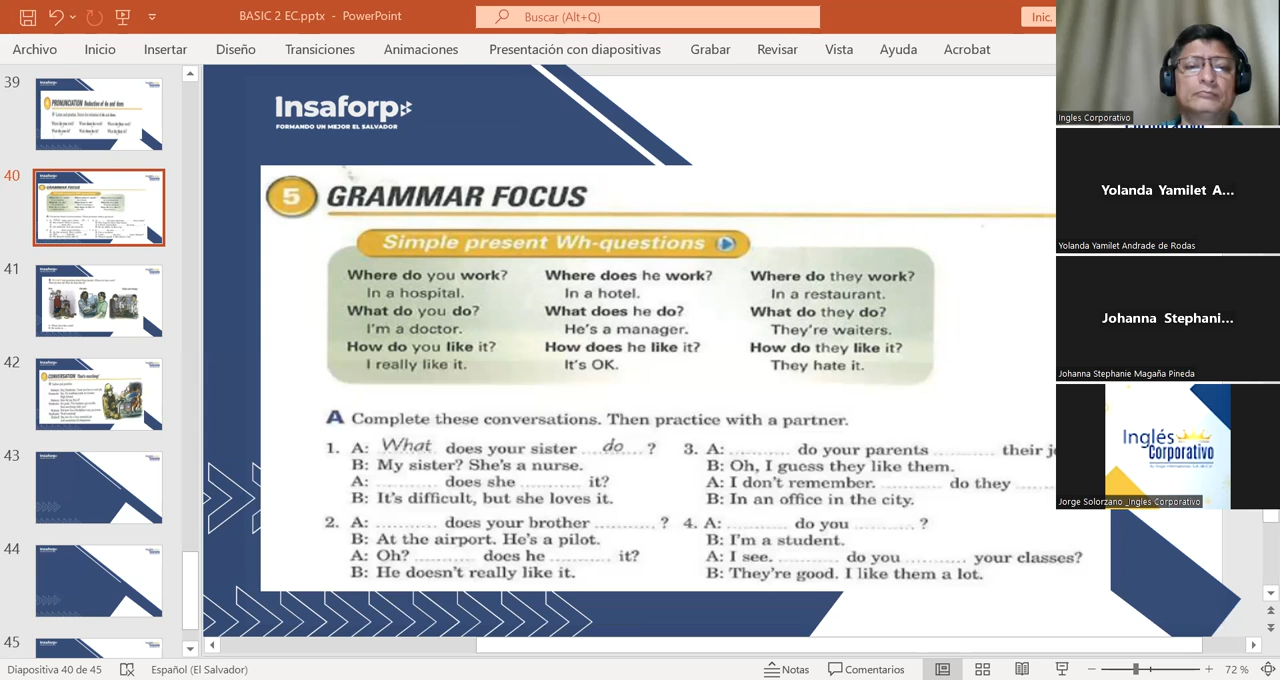 BASIC 2 EC.pptx - PowerPoint
Buscar (Alt+Q)
Inic.
Archivo Inicio Insertar Diseño Transiciones Animaciones Presentación con diapositivas Grabar Revisar Vista Ayuda Acrobat
39
40
41
42
43
44
45
Insaforp
FORMANDO UN MEJOR EL SALVADOR
5 GRAMMAR FOCUS
Simple present Wh-questions
Where do you work? Where does he work? Where do they work?
In a hospital. In a hotel. In a restaurant.
What do you do? What does he do? What do they do?
I'm a doctor. He's a manager. They're waiters.
How do you like it? How does he like it? How do they like it?
I really like it. It's OK. They hate it.
A Complete these conversations. Then practice with a partner.
1. A: What does your sister do ?
B: My sister? She's a nurse.
A: .......... does she .......... it?
B: It's difficult, but she loves it.
2. A: .......... does your brother .......... ?
B: At the airport. He's a pilot.
A: Oh? .......... does he .......... it?
B: He doesn't really like it.
3. A: .......... do your parents .......... their
B: Oh, I guess they like them.
A: I don't remember. .......... do they ..........
B: In an office in the city.
4. A: .......... do you .......... ?
B: I'm a student.
A: I see. .......... do you .......... your classes?
B: They're good. I like them a lot.
Ingles Corporativo
Yolanda Yamilet A...
Yolanda Yamilet Andrade de Rodas
Johanna Stephani...
Johanna Stephanie Magaña Pineda
Inglés
Corporativo
Jorge Solorzano _Ingles Corporativo
Diapositiva 40 de 45 Español (El Salvador) Notas Comentarios 72 %